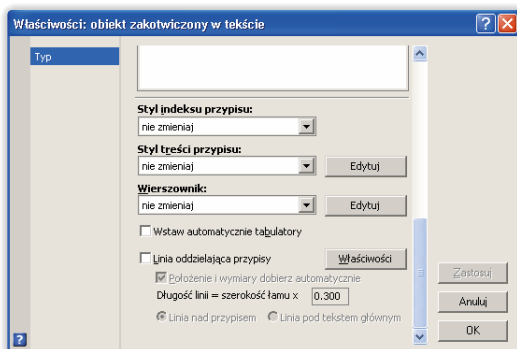 Właściwości: obiekt zakotwiczony w tekście
Typ
Styl indeksu przypisu:
nie zmieniaj
Styl treści przypisu:
nie zmieniaj Edytuj
Wierszownik:
nie zmieniaj Edytuj
Wstaw automatycznie tabulatory
Linia oddzielająca przypisy Właściwości
Położenie i wymiary dobierz automatycznie
Długość linii = szerokość łamu x 0.300
Linia nad przypisem Linia pod tekstem głównym
Zastosuj
Anuluj
OK